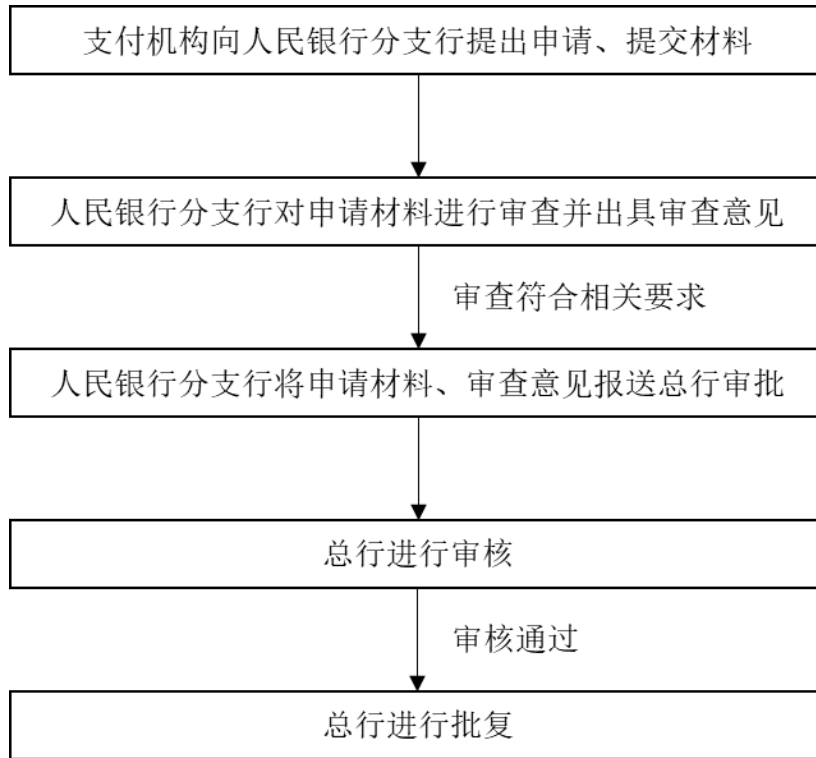 支付机构向人民银行分支行提出申请、提交材料
人民银行分支行对申请材料进行审查并出具审查意见
审查符合相关要求
人民银行分支行将申请材料、审查意见报送总行审批
总行进行审核
审核通过
总行进行批复